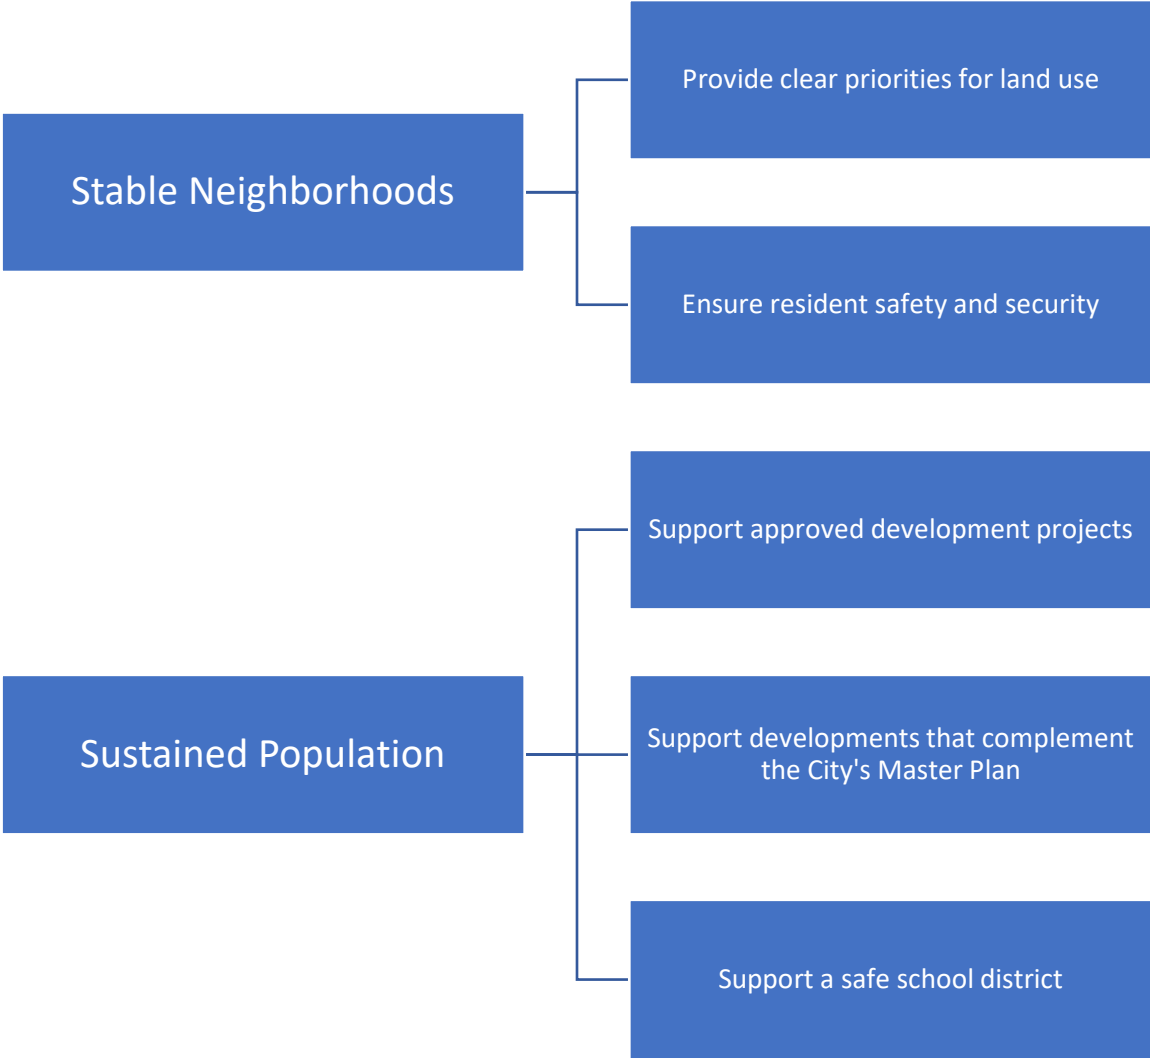 Stable Neighborhoods
Provide clear priorities for land use
Ensure resident safety and security
Sustained Population
Support approved development projects
Support developments that complement
the City's Master Plan
Support a safe school district